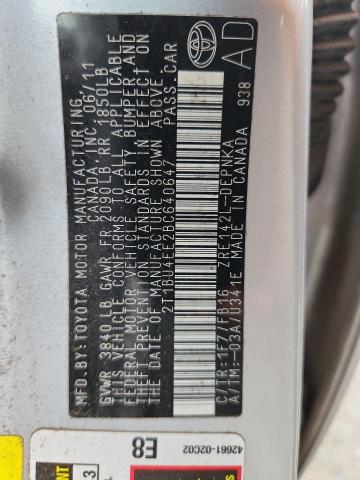 MFD.BY:TOYOTA MOTOR MANUFACTURING
CANADA, INC. 06/11
GVWR 3840 LB GAWR FR 2090LB RR 1850LB
THIS VEHICLE CONFORMS TO ALL APPLICABLE
FEDERAL MOTOR VEHICLE SAFETY, BUMPER, AND
THEFT PREVENTION STANDARDS IN EFFECT ON
THE DATE OF MANUFACTURE SHOWN ABOVE.
2T1BU4EE2BC640647 PASS.CAR
C/TR:1F7/FB16 ZRE142L-DEPNKA
A/TM:-03A/U341E MADE IN CANADA 938
TOYOTA
AD
42661-02C02
E8